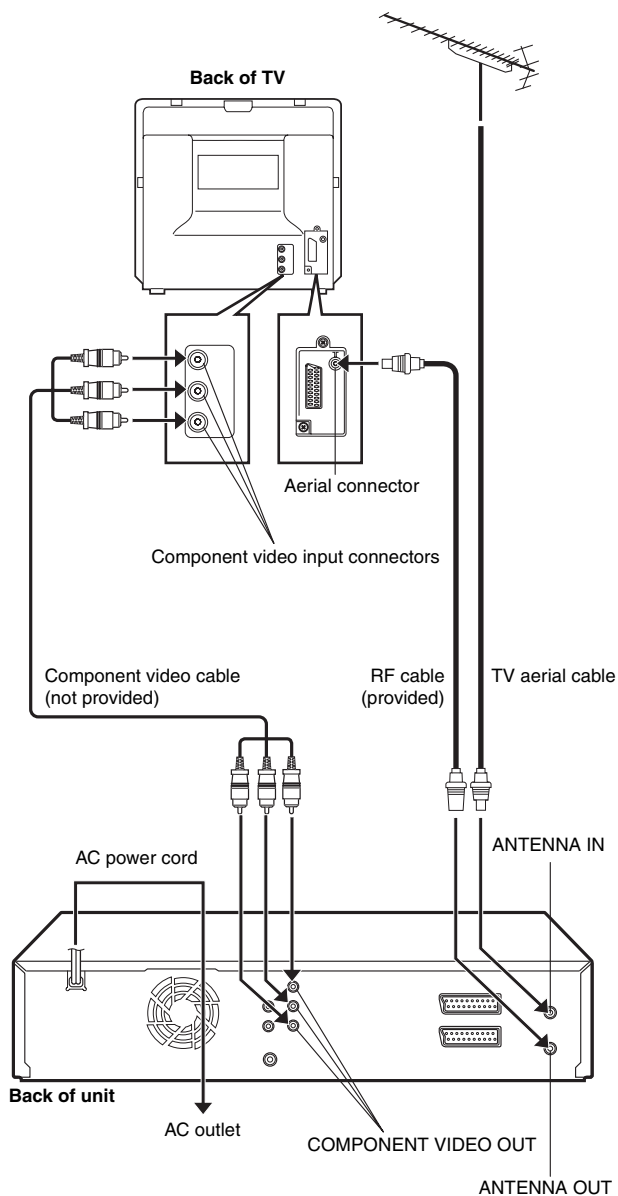 Back of TV
Aerial connector
Component video input connectors
Component video cable
(not provided)
RF cable
(provided)
TV aerial cable
AC power cord
ANTENNA IN
Back of unit
AC outlet
COMPONENT VIDEO OUT
ANTENNA OUT